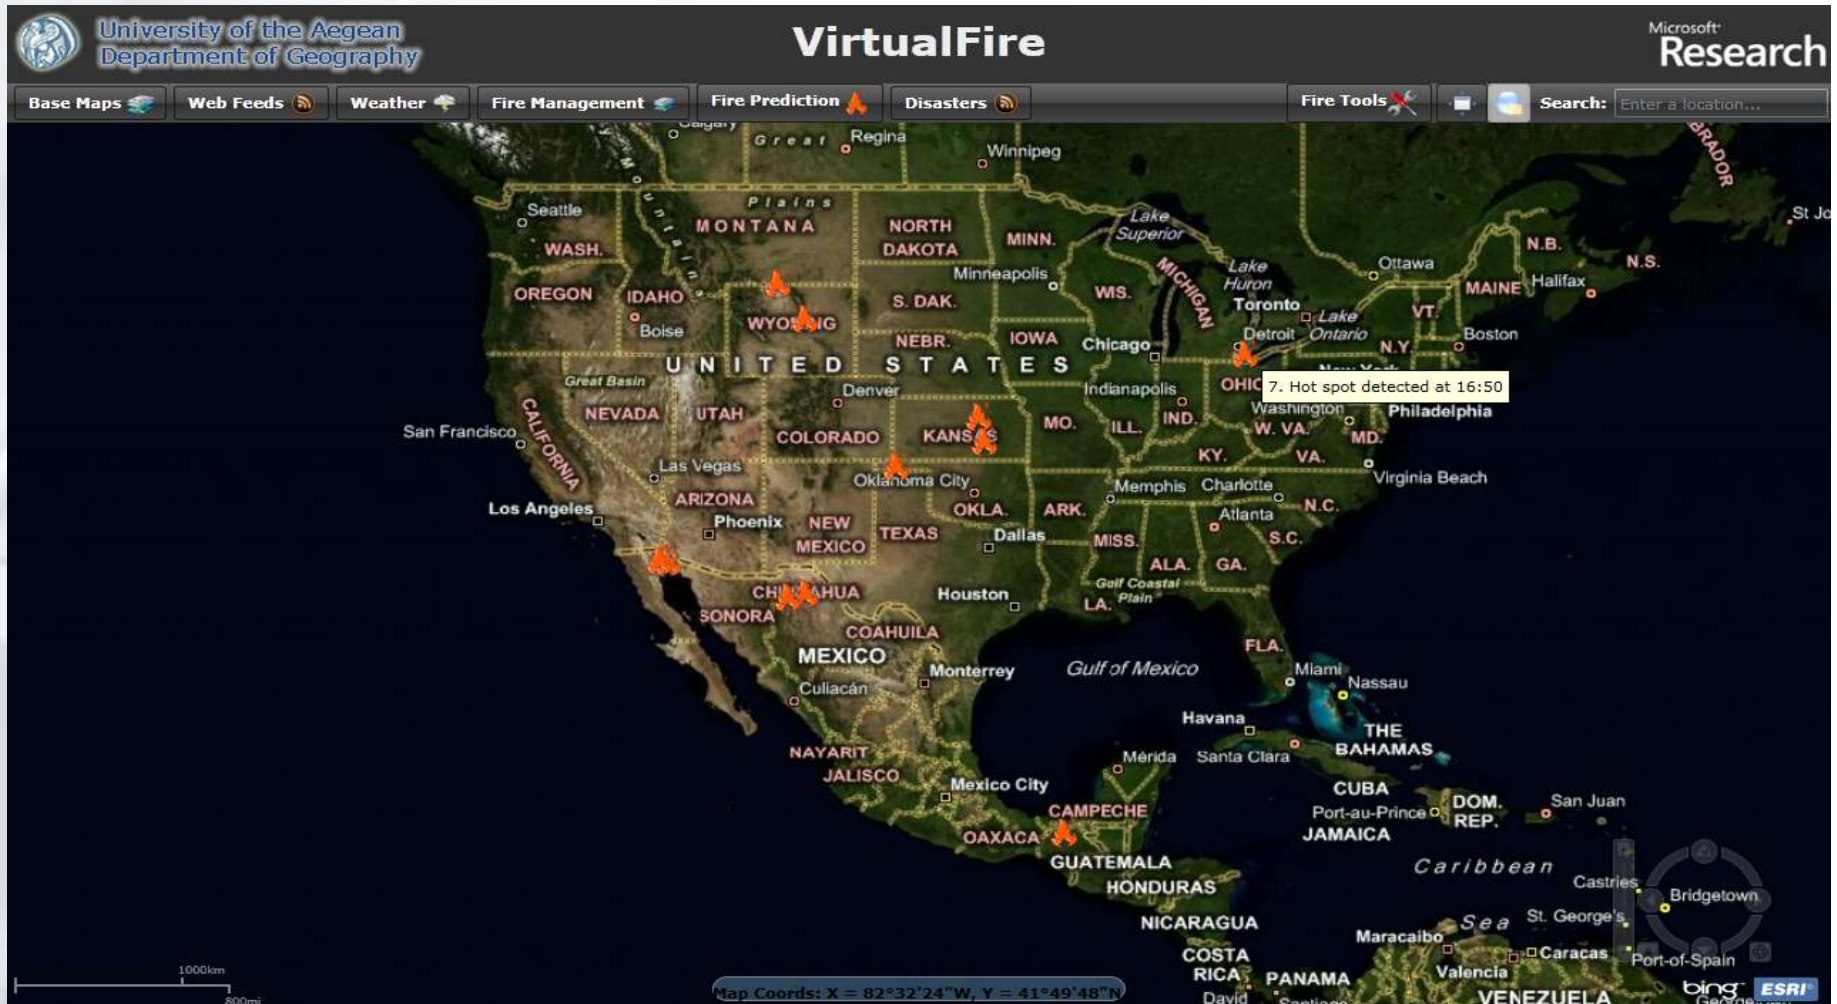 University of the Aegean
Department of Geography
VirtualFire
Microsoft
Research
Base Maps
Web Feeds
Weather
Fire Management
Fire Prediction
Disasters
Fire Tools
Search:
Enter a location...
Calgary
Great
Plains
Regina
Winnipeg
Mountains
St Jo
Seattle
WASH.
MONTANA
NORTH
DAKOTA
MINN.
Lake
Superior
Minneapolis
OREGON
IDAHO
Boise
WYOMING
S. DAK.
WIS.
MICHIGAN
Lake
Huron
Toronto
Lake
Ontario
Ottawa
MAINE
N.B.
N.S.
Halifax
VT.
Boston
N.Y.
Detroit
Chicago
IOWA
NEBR.
UNITED STATES
Great Basin
Denver
Indianapolis
OHIO
7. Hot spot detected at 16:50
Washington
Philadelphia
NEVADA
UTAH
COLORADO
KANSAS
MO.
ILL.
IND.
W. VA.
MD.
San Francisco
CALIFORNIA
KY.
VA.
Las Vegas
Oklahoma City
Memphis
Charlotte
Virginia Beach
Los Angeles
ARIZONA
Phoenix
NEW
MEXICO
TEXAS
OKLA.
ARK.
Atlanta
N.C.
S.C.
Dallas
MISS.
ALA.
GA.
Gulf Coastal
Plain
CHIHUAHUA
SONORA
Houston
LA.
COAHUILA
FLA.
MEXICO
Monterrey
Gulf of Mexico
Miami
Nassau
Culiacán
Havana
THE
BAHAMAS
NAYARIT
JALISCO
Mérida
Santa Clara
Mexico City
CUBA
CAMPECHE
Port-au-Prince
DOM.
REP.
San Juan
OAXACA
JAMAICA
GUATEMALA
HONDURAS
Caribbean
Sea
Castries
Bridgetown
NICARAGUA
St. George's
Maracaibo
COSTA
RICA
PANAMA
Caracas
Port-of-Spain
Valencia
David
Santiago
VENEZUELA
1000km
800mi
Map Coords: X = 82°32'24"W, Y = 41°49'48"N
bing
ESRI